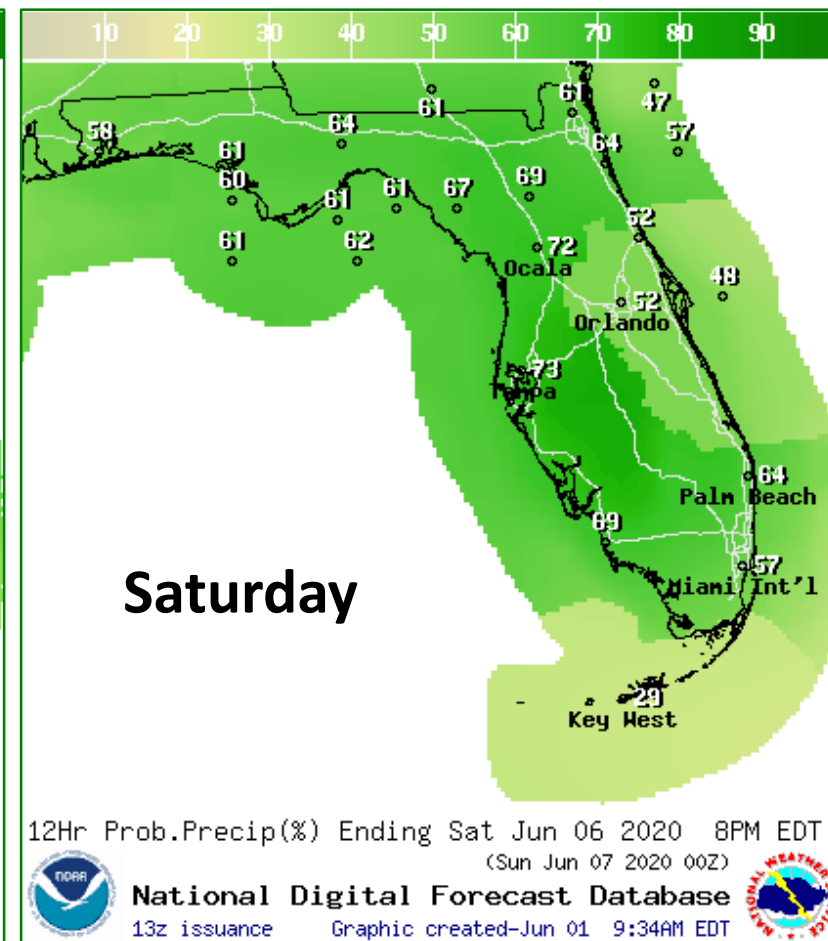 10 20 30 40 50 60 70 80 90
61 47
58 61 64 61 64 57
60 61 61 67 69
61 62 72
Ocala
52
48
52
Orlando
73
Tampa
64
Palm Beach
69
57
Miami Int'l
Saturday
29
Key West
12Hr Prob.Precip(%) Ending Sat Jun 06 2020 8PM EDT
(Sun Jun 07 2020 00Z)
NOAA
National Digital Forecast Database
13z issuance Graphic created-Jun 01 9:34AM EDT